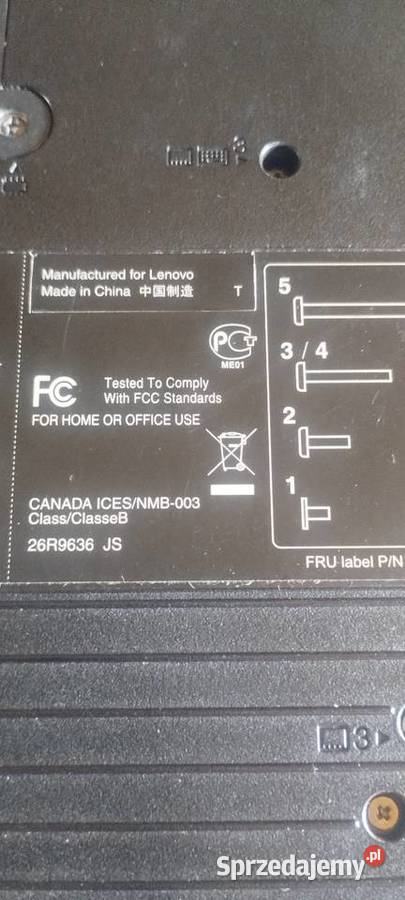 Manufactured for Lenovo
Made in China 中国制造 T
5
PCT
ME01
3 / 4
FC
Tested To Comply
With FCC Standards
FOR HOME OR OFFICE USE
2
1
CANADA ICES/NMB-003
Class/ClasseB
26R9636 JS
FRU label P/N
3
Sprzedajemy.pl